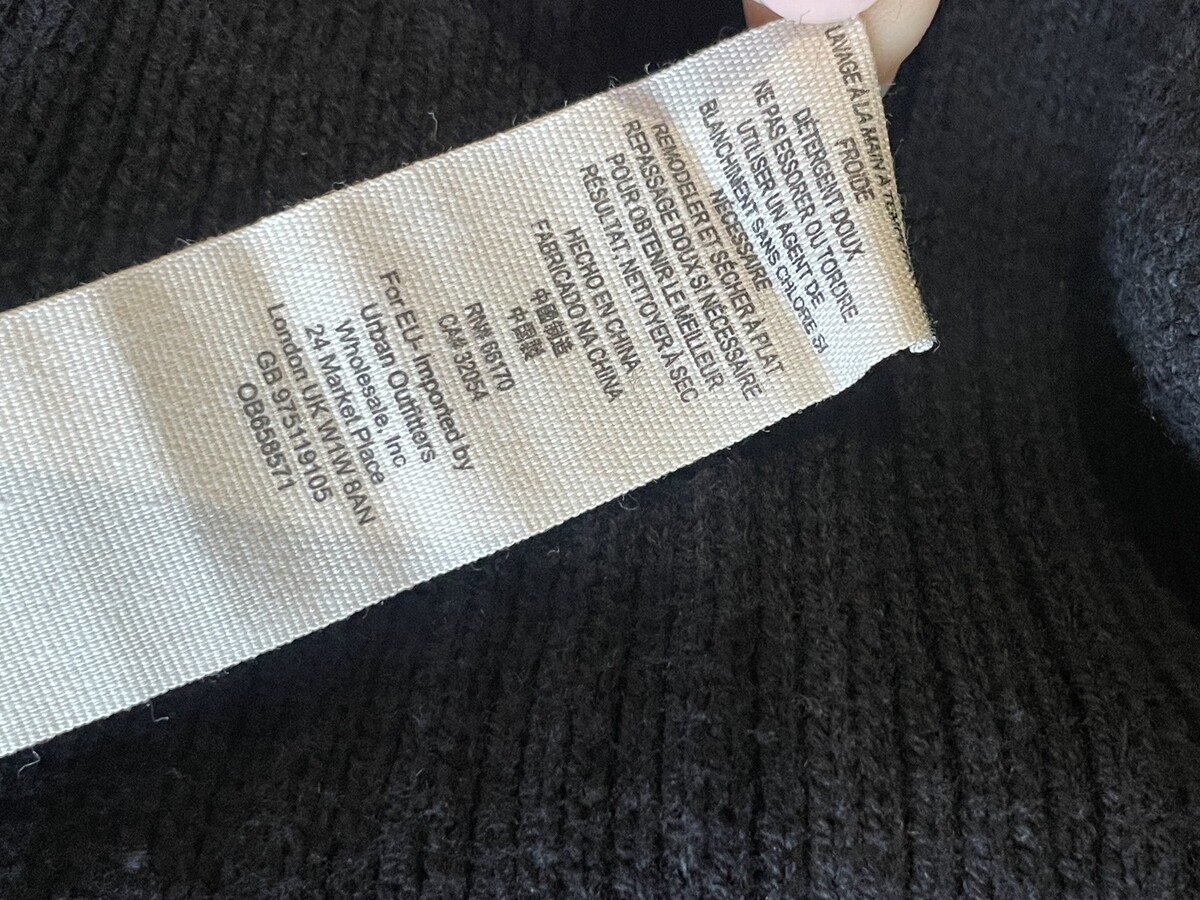 LAVAGE À LA MAIN À
FROIDE
DÉTERGENT DOUX
NE PAS ESSORER OU TORDRE
UTILISER UN AGENT DE
BLANCHIMENT SANS CHLORE SI
NÉCESSAIRE
REMODELER ET SÉCHER À PLAT
REPASSAGE DOUX SI NÉCESSAIRE
POUR OBTENIR LE MEILLEUR
RÉSULTAT, NETTOYER À SEC
HECHO EN CHINA
FABRICADO NA CHINA
中國製造
中國製
RN# 66170
CA# 32054
For EU- Imported by
Urban Outfitters
Wholesale, Inc
24 Market Place
London UK W1W 8AN
GB 975119105
OB658571